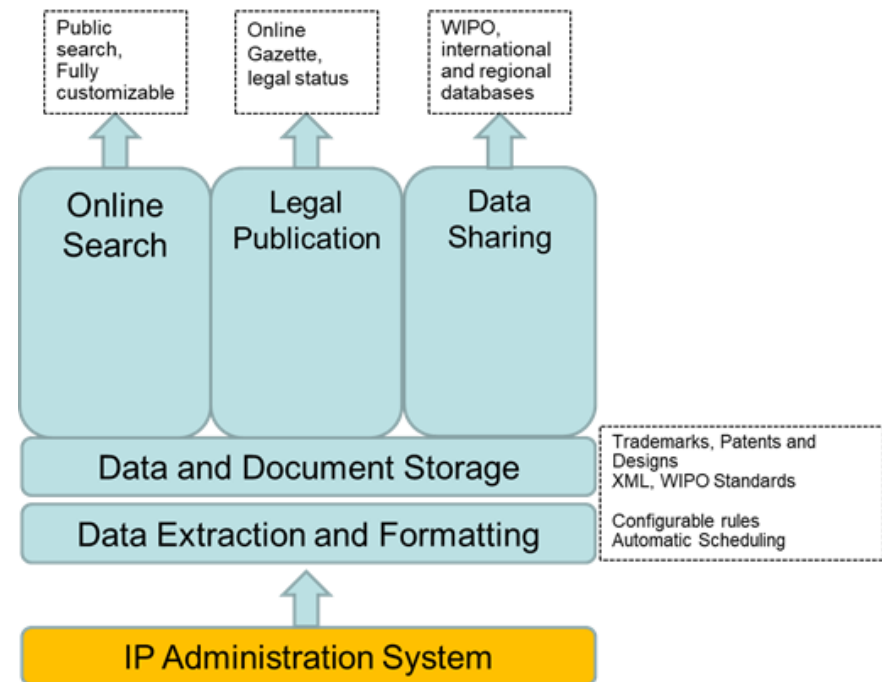 Public
search,
Fully
customizable
Online
Gazette,
legal status
WIPO,
international
and regional
databases
Online
Search
Legal
Publication
Data
Sharing
Data and Document Storage
Trademarks, Patents and
Designs
XML, WIPO Standards
Configurable rules
Automatic Scheduling
Data Extraction and Formatting
IP Administration System